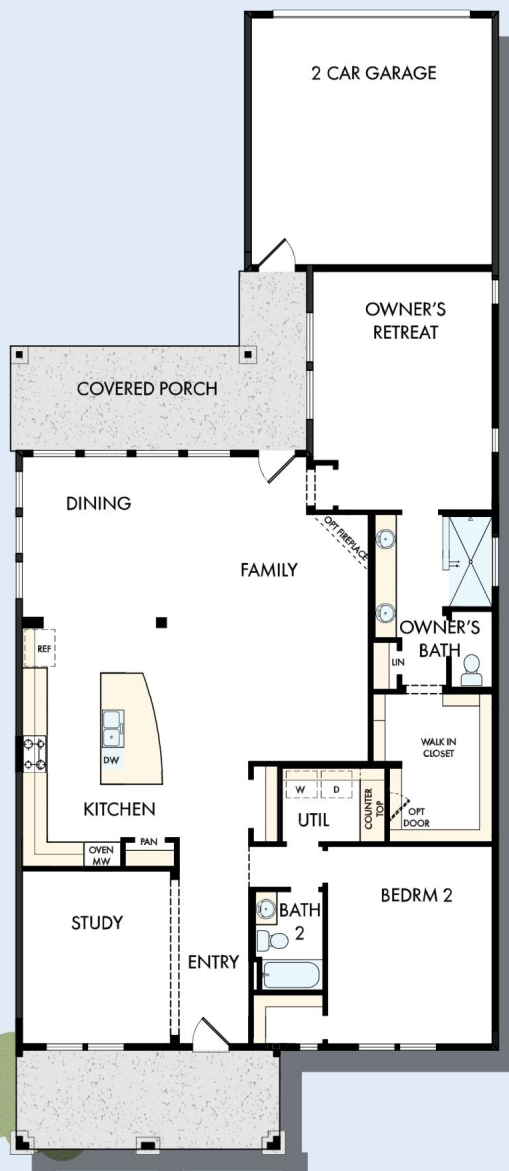 2 CAR GARAGE
OWNER'S
RETREAT
COVERED PORCH
DINING
OPT FIREPLACE
FAMILY
OWNER'S
BATH
REF
LIN
WALK IN
CLOSET
DW
W
D
COUNTER
TOP
OPT
DOOR
KITCHEN
UTIL
PAN
OVEN
MW
BEDRM 2
STUDY
BATH
2
ENTRY